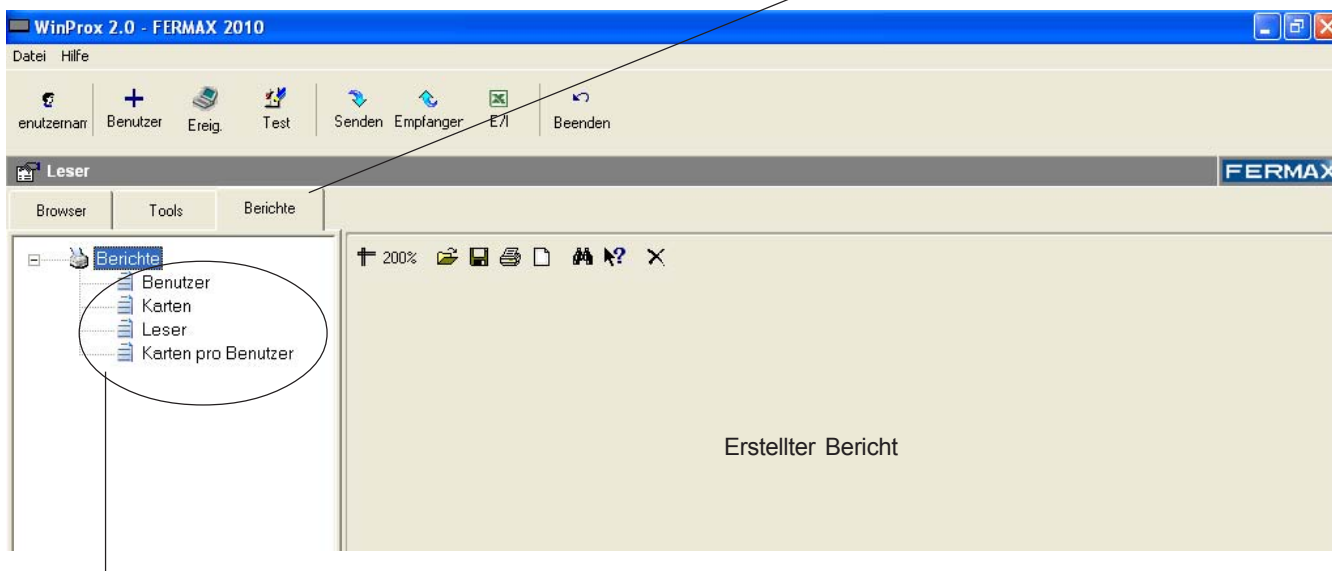 WinProx 2.0 - FERMAX 2010
Datei Hilfe
enutzernam Benutzer Ereig. Test Senden Empfanger E/I Beenden
Leser FERMAX
Browser Tools Berichte
Berichte 200%
Benutzer
Karten
Leser
Karten pro Benutzer
Erstellter Bericht